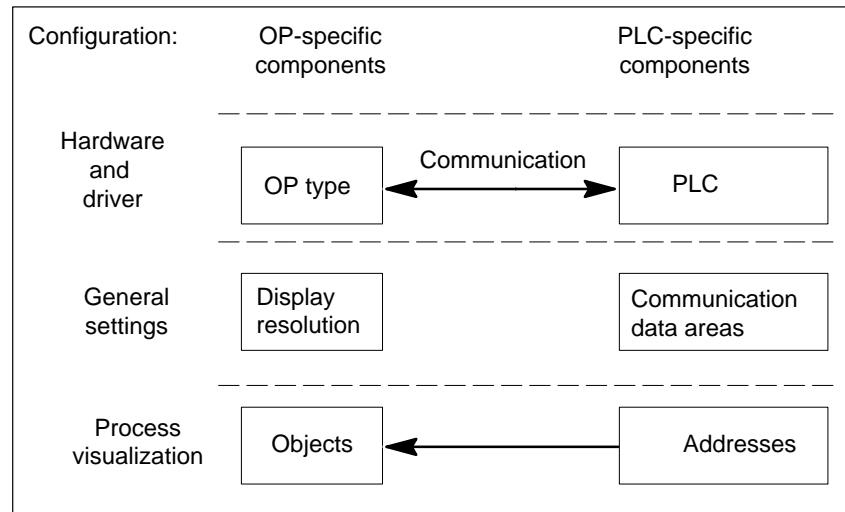 Configuration:
OP-specific
components
PLC-specific
components
Hardware
and
driver
OP type
Communication
PLC
General
settings
Display
resolution
Communication
data areas
Process
visualization
Objects
Addresses